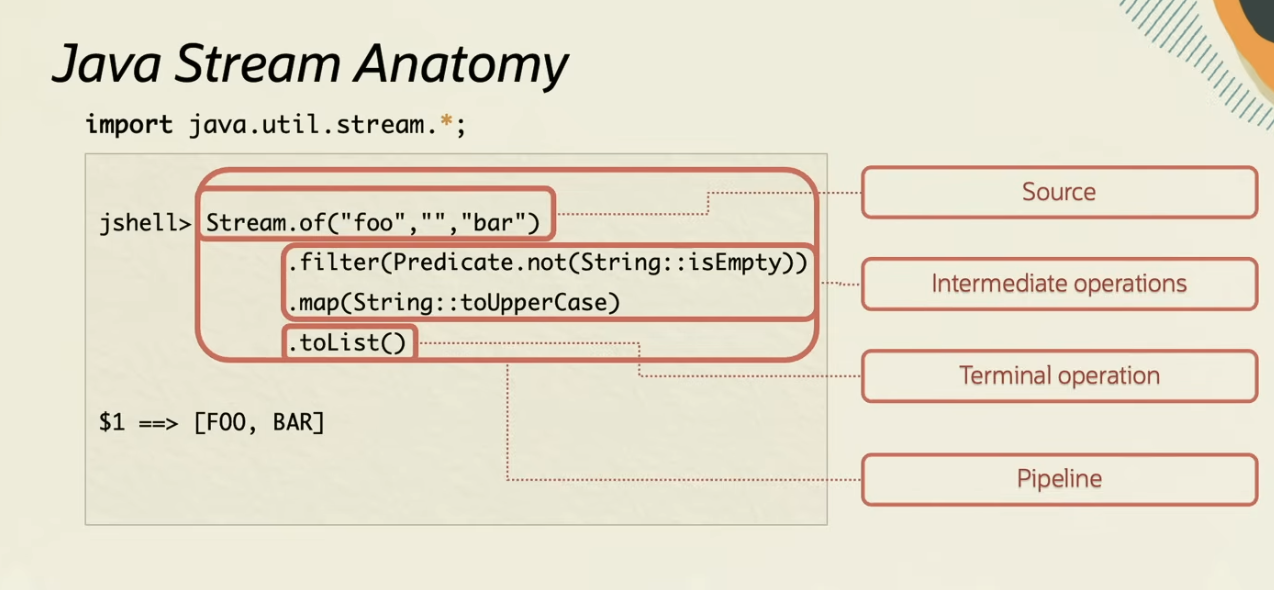 Java Stream Anatomy
import java.util.stream.*;
jshell> Stream.of("foo","","bar")
.filter(Predicate.not(String::isEmpty))
.map(String::toUpperCase)
.toList()
$1 ==> [FOO, BAR]
Source
Intermediate operations
Terminal operation
Pipeline